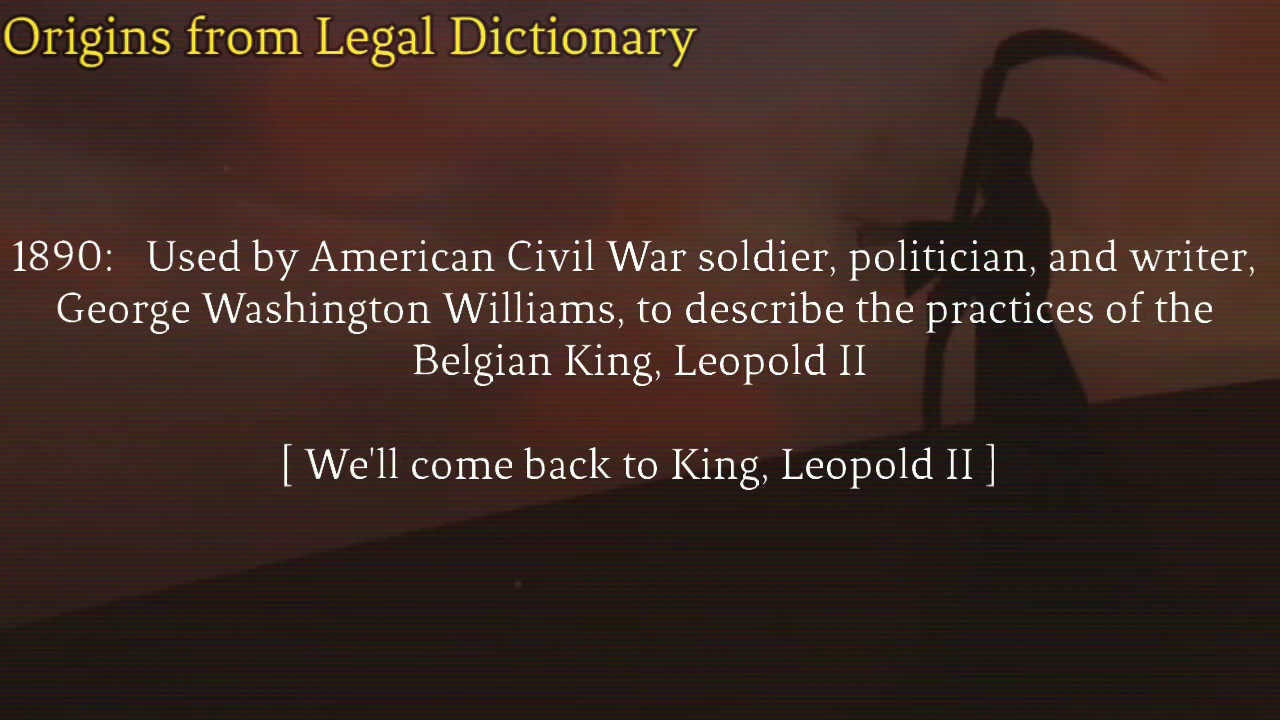 Origins from Legal Dictionary
1890:   Used by American Civil War soldier, politician, and writer,
George Washington Williams, to describe the practices of the
Belgian King, Leopold II
[ We'll come back to King, Leopold II ]